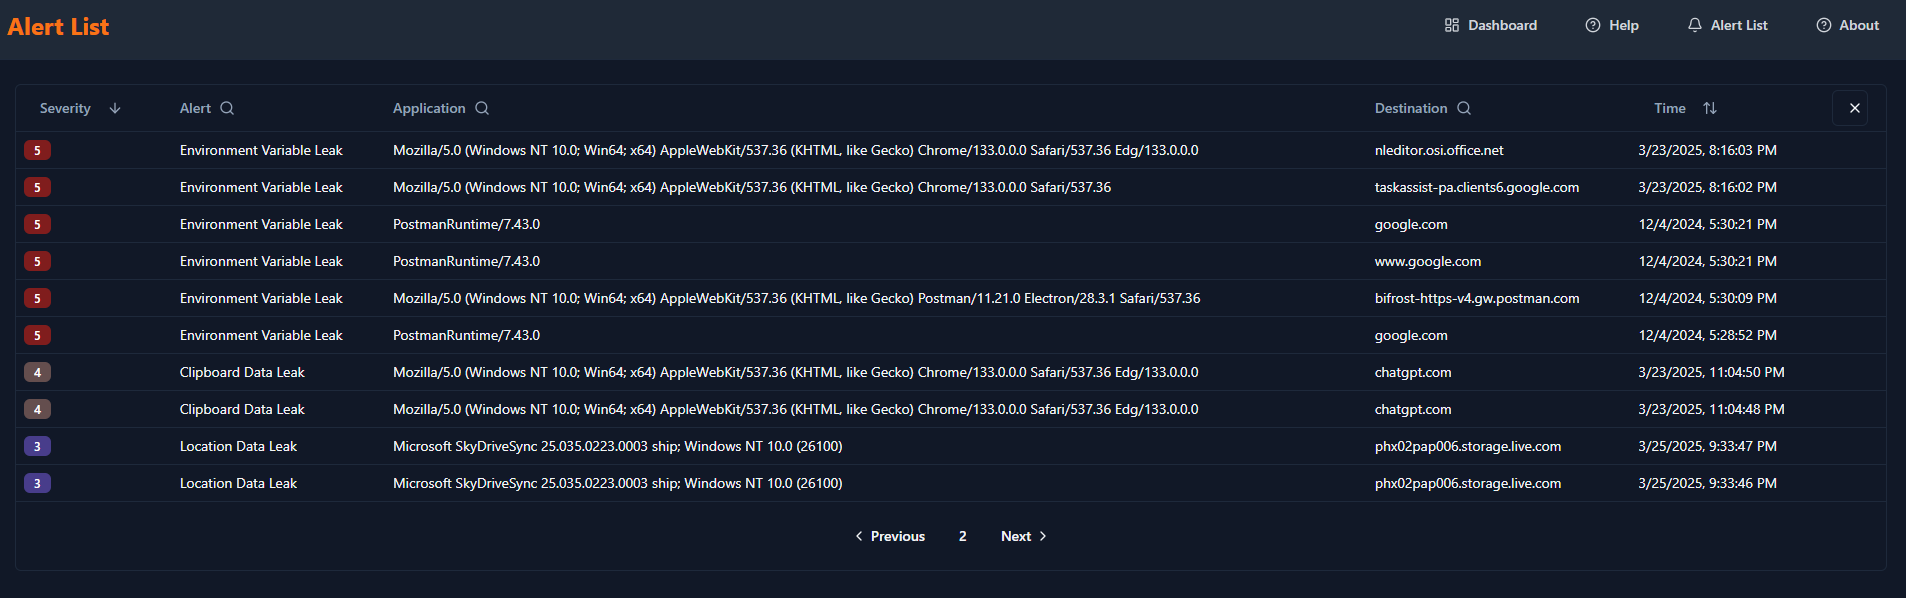 Alert List
Dashboard Help Alert List About
Severity Alert Application Destination Time
5 Environment Variable Leak Mozilla/5.0 (Windows NT 10.0; Win64; x64) AppleWebKit/537.36 (KHTML, like Gecko) Chrome/133.0.0.0 Safari/537.36 Edg/133.0.0.0 nleditor.osi.office.net 3/23/2025, 8:16:03 PM
5 Environment Variable Leak Mozilla/5.0 (Windows NT 10.0; Win64; x64) AppleWebKit/537.36 (KHTML, like Gecko) Chrome/133.0.0.0 Safari/537.36 taskassist-pa.clients6.google.com 3/23/2025, 8:16:02 PM
5 Environment Variable Leak PostmanRuntime/7.43.0 google.com 12/4/2024, 5:30:21 PM
5 Environment Variable Leak PostmanRuntime/7.43.0 www.google.com 12/4/2024, 5:30:21 PM
5 Environment Variable Leak Mozilla/5.0 (Windows NT 10.0; Win64; x64) AppleWebKit/537.36 (KHTML, like Gecko) Postman/11.21.0 Electron/28.3.1 Safari/537.36 bifrost-https-v4.gw.postman.com 12/4/2024, 5:30:09 PM
5 Environment Variable Leak PostmanRuntime/7.43.0 google.com 12/4/2024, 5:28:52 PM
4 Clipboard Data Leak Mozilla/5.0 (Windows NT 10.0; Win64; x64) AppleWebKit/537.36 (KHTML, like Gecko) Chrome/133.0.0.0 Safari/537.36 Edg/133.0.0.0 chatgpt.com 3/23/2025, 11:04:50 PM
4 Clipboard Data Leak Mozilla/5.0 (Windows NT 10.0; Win64; x64) AppleWebKit/537.36 (KHTML, like Gecko) Chrome/133.0.0.0 Safari/537.36 Edg/133.0.0.0 chatgpt.com 3/23/2025, 11:04:48 PM
3 Location Data Leak Microsoft SkyDriveSync 25.035.0223.0003 ship; Windows NT 10.0 (26100) phx02pap006.storage.live.com 3/25/2025, 9:33:47 PM
3 Location Data Leak Microsoft SkyDriveSync 25.035.0223.0003 ship; Windows NT 10.0 (26100) phx02pap006.storage.live.com 3/25/2025, 9:33:46 PM
Previous 2 Next